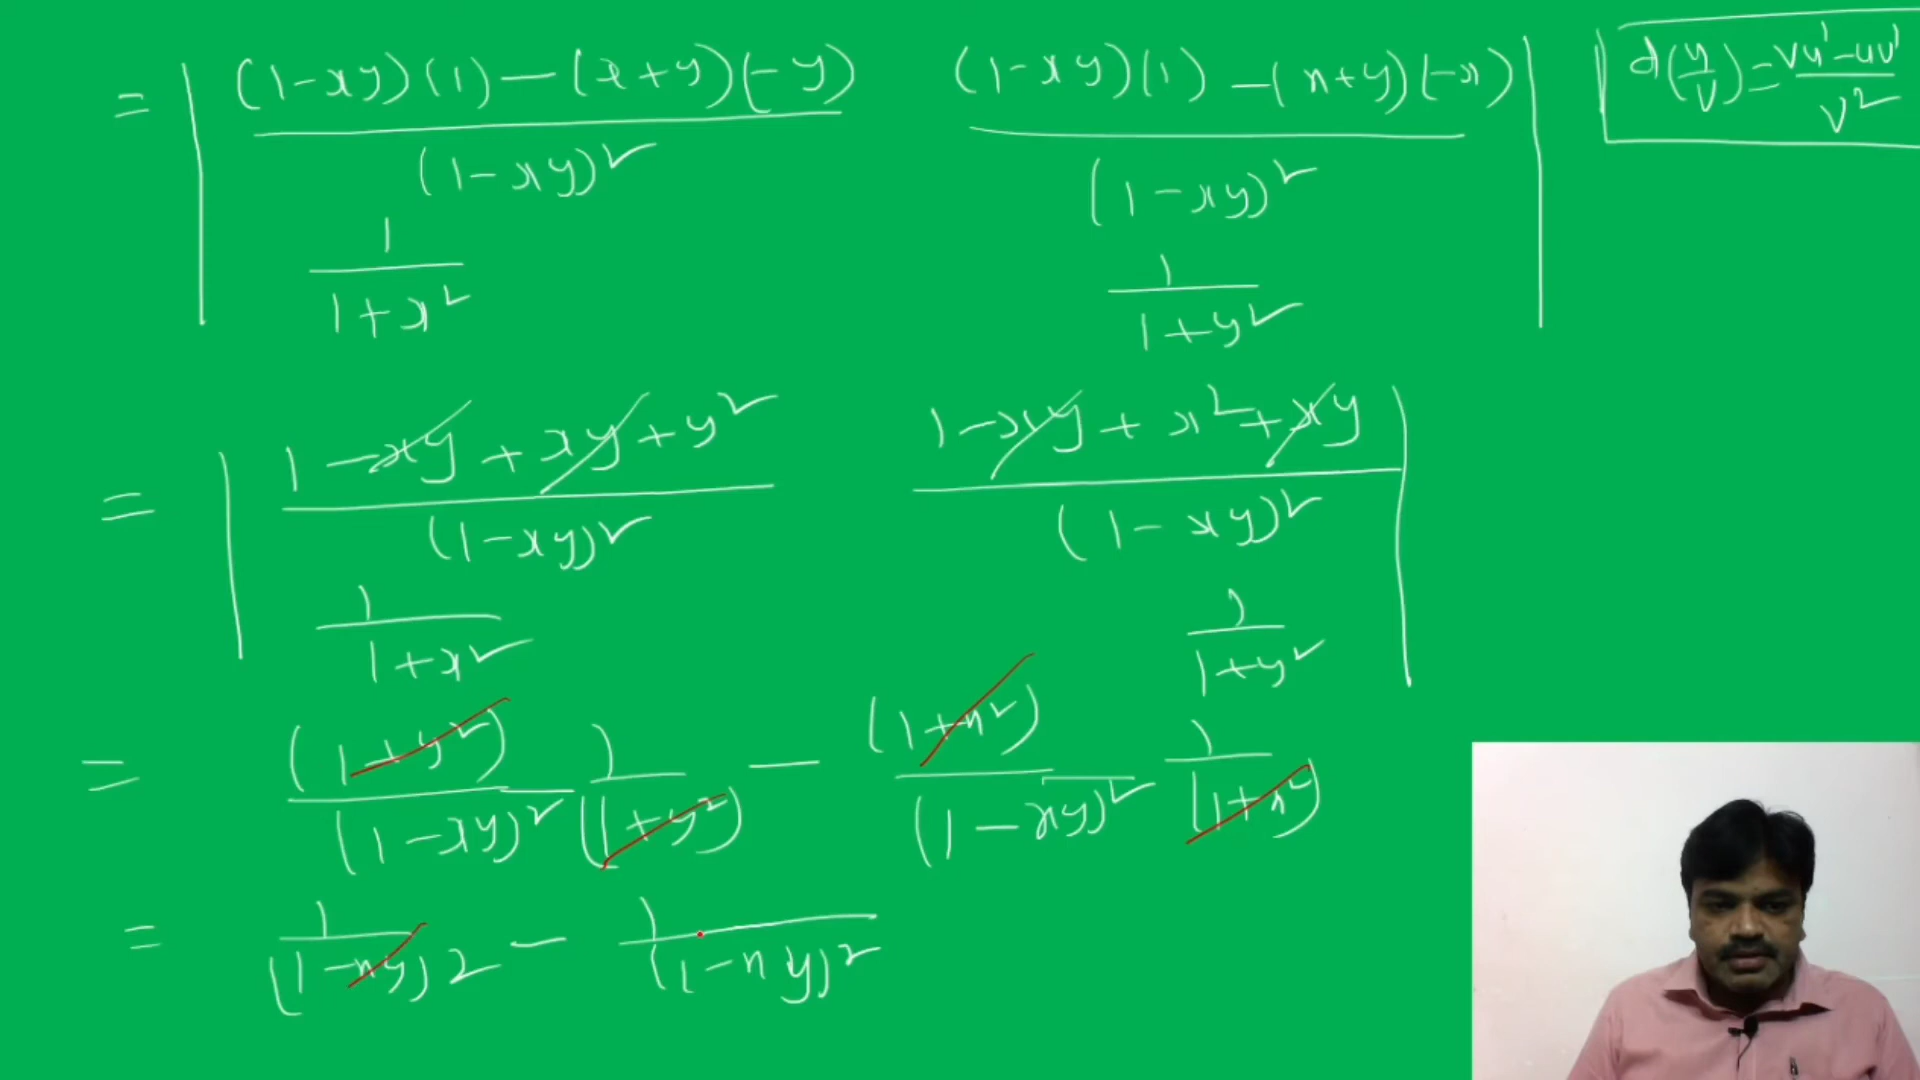 = | (1-xy)(1) - (x+y)(-y) / (1-xy)² (1-xy)(1) - (x+y)(-x) / (1-xy)² |
d(u/v) = vu' - uv' / v²
1 / 1+x² 1 / 1+y²
= | 1-xy+xy+y² / (1-xy)² 1-xy+x²+xy / (1-xy)² |
1 / 1+x² 1 / 1+y²
= (1+y²) / (1-xy)² 1 / (1+y²) - (1+x²) / (1-xy)² 1 / (1+x²)
= 1 / (1-xy)2 - 1 / (1-xy)²